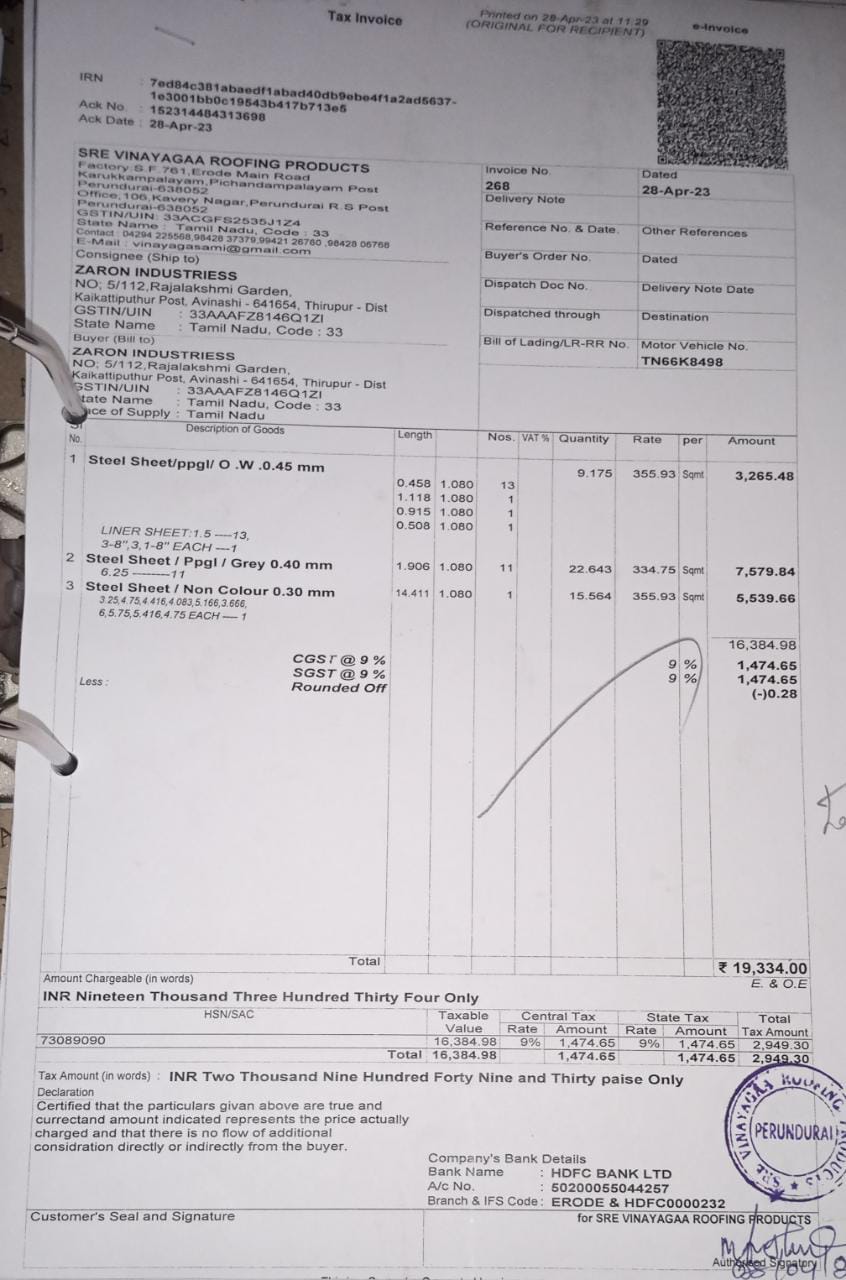 Tax Invoice
Printed on 28-Apr-23 at 11:29
(ORIGINAL FOR RECIPIENT)
e-Invoice
IRN : 7ed84c381abaedf1abad40db9ebe4f1a2ad5637-
1e3001bb0c19543b417b713e5
Ack No. : 152314484313698
Ack Date : 28-Apr-23
SRE VINAYAGAA ROOFING PRODUCTS
Factory:S.F.761,Erode Main Road
Karukkampalayam,Pichandampalayam Post
Perundurai-638052
Office:106,Kavery Nagar,Perundurai R.S Post
Perundurai-638052
GSTIN/UIN: 33ACGFS2535J1Z4
State Name : Tamil Nadu, Code : 33
Contact : 04294 225568,98428 37379,99421 26760 ,98428 06768
E-Mail : vinayagasami@gmail.com
Invoice No.
268
Dated
28-Apr-23
Delivery Note
Reference No. & Date.
Other References
Buyer's Order No.
Dated
Dispatch Doc No.
Delivery Note Date
Dispatched through
Destination
Bill of Lading/LR-RR No.
Motor Vehicle No.
TN66K8498
Consignee (Ship to)
ZARON INDUSTRIESS
NO; 5/112,Rajalakshmi Garden,
Kaikattiputhur Post, Avinashi - 641654, Thirupur - Dist
GSTIN/UIN : 33AAAFZ8146Q1ZI
State Name : Tamil Nadu, Code : 33
Buyer (Bill to)
ZARON INDUSTRIESS
NO; 5/112,Rajalakshmi Garden,
Kaikattiputhur Post, Avinashi - 641654, Thirupur - Dist
GSTIN/UIN : 33AAAFZ8146Q1ZI
State Name : Tamil Nadu, Code : 33
Place of Supply : Tamil Nadu
Sl No. Description of Goods Length Nos. VAT % Quantity Rate per Amount
1 Steel Sheet/ppgl/ O .W .0.45 mm 9.175 355.93 Sqmt 3,265.48
0.458 1.080 13
1.118 1.080 1
0.915 1.080 1
0.508 1.080 1
LINER SHEET:1.5 ----13,
3-8",3,1-8" EACH ---1
2 Steel Sheet / Ppgl / Grey 0.40 mm 1.906 1.080 11 22.643 334.75 Sqmt 7,579.84
6.25 --------11
3 Steel Sheet / Non Colour 0.30 mm 14.411 1.080 1 15.564 355.93 Sqmt 5,539.66
3.25,4.75,4.416,4.083,5.166,3.666,
6,5.75,5.416,4.75 EACH ---- 1
16,384.98
CGST @ 9 % 9 % 1,474.65
SGST @ 9 % 9 % 1,474.65
Less : Rounded Off (-)0.28
Total ₹ 19,334.00
Amount Chargeable (in words) E. & O.E
INR Nineteen Thousand Three Hundred Thirty Four Only
HSN/SAC Taxable Value Central Tax State Tax Total Tax Amount
Rate Amount Rate Amount
73089090 16,384.98 9% 1,474.65 9% 1,474.65 2,949.30
Total 16,384.98 1,474.65 1,474.65 2,949.30
Tax Amount (in words) : INR Two Thousand Nine Hundred Forty Nine and Thirty paise Only
Declaration
Certified that the particulars givan above are true and
currectand amount indicated represents the price actually
charged and that there is no flow of additional
considration directly or indirectly from the buyer.
Company's Bank Details
Bank Name : HDFC BANK LTD
A/c No. : 50200055044257
Branch & IFS Code : ERODE & HDFC0000232
SRE VINAYAGAA ROOFING PRODUCTS
PERUNDURAI
Customer's Seal and Signature
for SRE VINAYAGAA ROOFING PRODUCTS
Authorised Signatory